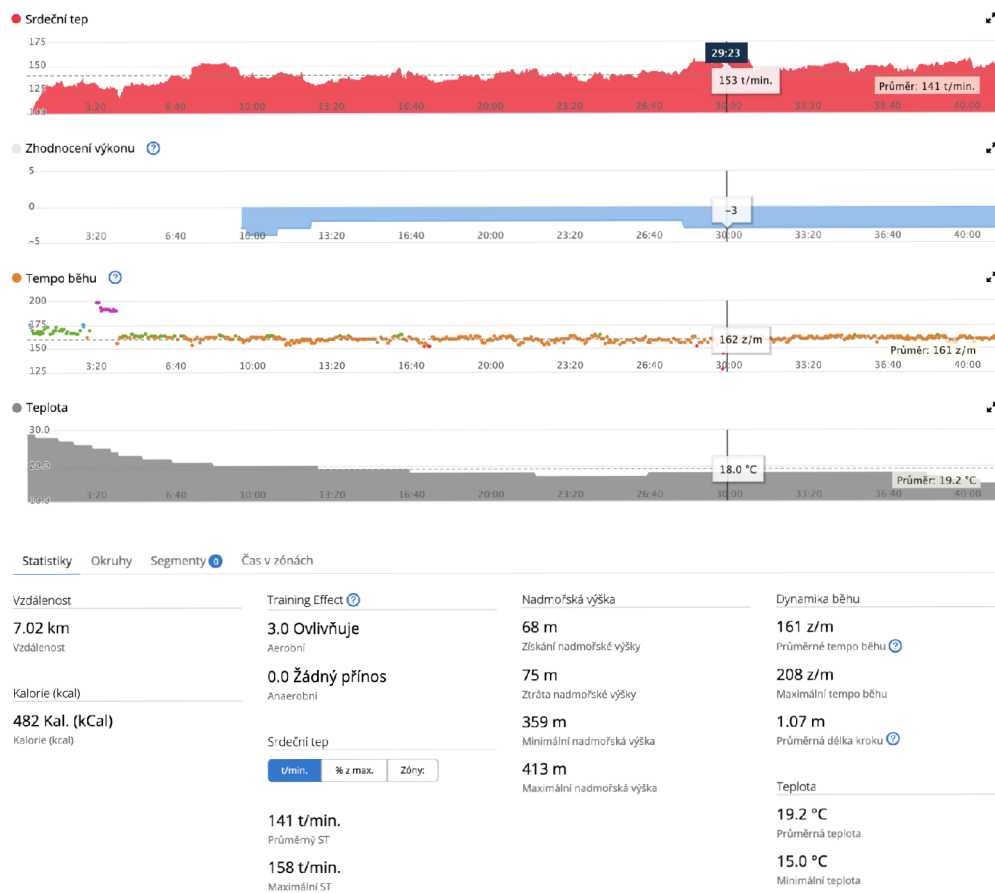 Srdeční tep
175
150
125
100
29:23
153 t/min.
Průměr: 141 t/min.
3:20 6:40 10:00 13:20 16:40 20:00 23:20 26:40 30:00 33:20 36:40 40:00
Zhodnocení výkonu ?
5
0
-5
-3
3:20 6:40 10:00 13:20 16:40 20:00 23:20 26:40 30:00 33:20 36:40 40:00
Tempo běhu ?
200
175
150
125
162 z/m
Průměr: 161 z/m
3:20 6:40 10:00 13:20 16:40 20:00 23:20 26:40 30:00 33:20 36:40 40:00
Teplota
30.0
20.0
10.0
18.0 °C
Průměr: 19.2 °C
3:20 6:40 10:00 13:20 16:40 20:00 23:20 26:40 30:00 33:20 36:40 40:00
Statistiky Okruhy Segmenty 0 Čas v zónách
Vzdálenost
7.02 km
Vzdálenost
Kalorie (kcal)
482 Kal. (kCal)
Kalorie (kcal)
Training Effect ?
3.0 Ovlivňuje
Aerobní
0.0 Žádný přínos
Anaerobní
Srdeční tep
t/min. % z max. Zóny:
141 t/min.
Průměrný ST
158 t/min.
Maximální ST
Nadmořská výška
68 m
Získání nadmořské výšky
75 m
Ztráta nadmořské výšky
359 m
Minimální nadmořská výška
413 m
Maximální nadmořská výška
Dynamika běhu
161 z/m
Průměrné tempo běhu ?
208 z/m
Maximální tempo běhu
1.07 m
Průměrná délka kroku ?
Teplota
19.2 °C
Průměrná teplota
15.0 °C
Minimální teplota